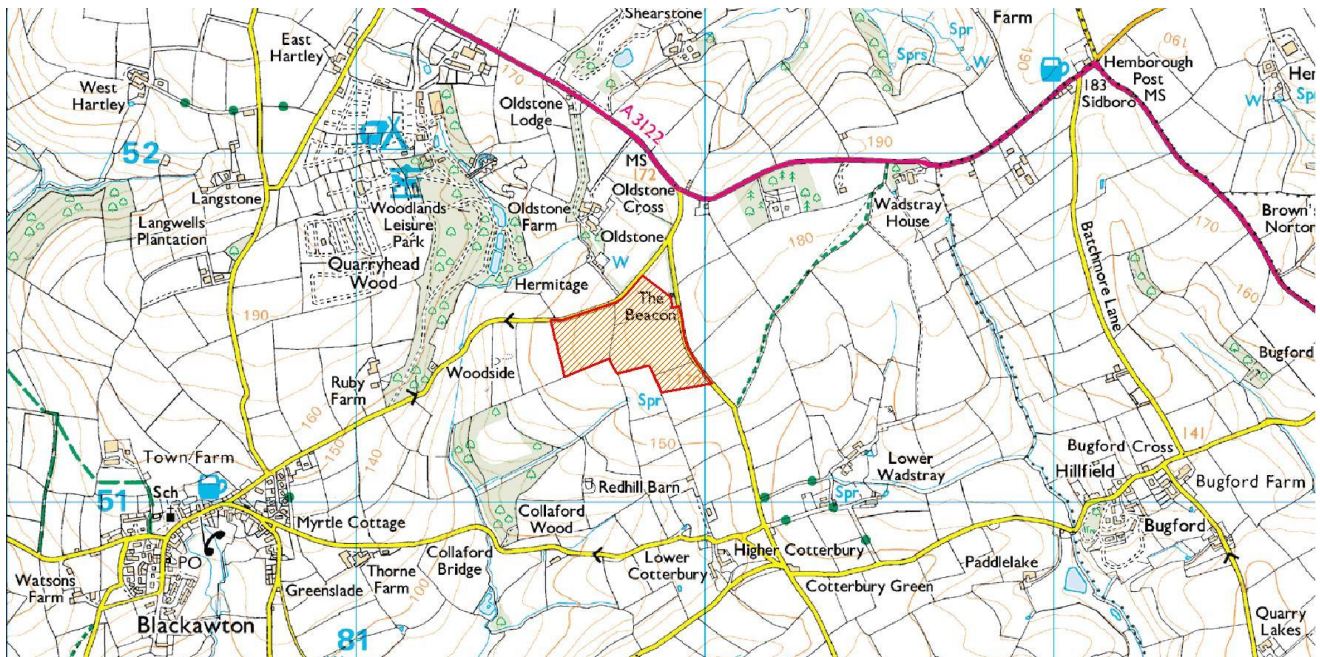 Shearstone
Farm
Spr
East
Hartley
Sprs
W
190
190
170
Hemborough
Post
MS
183
Sidboro
West
Hartley
Oldstone
Lodge
A3122
W
52
MS
172
190
Oldstone
Cross
Langstone
Woodlands
Leisure
Park
Oldstone
Farm
Wadstray
House
Brown's
Norton
Langwells
Plantation
Oldstone
180
Batchmore Lane
170
Quarryhead
Wood
W
Hermitage
The
Beacon
160
190
Woodside
Bugford
Ruby
Farm
Spr
160
150
140
150
141
Town Farm
Bugford Cross
Lower
Wadstray
Hillfield
Bugford Farm
51
Sch
Redhill Barn
Spr
Myrtle Cottage
Collaford
Wood
Bugford
PO
Collaford
Bridge
Lower
Cotterbury
Higher Cotterbury
Paddlelake
Watsons
Farm
Thorne
Farm
Greenslade
100
Cotterbury Green
Blackawton
81
Quarry
Lakes